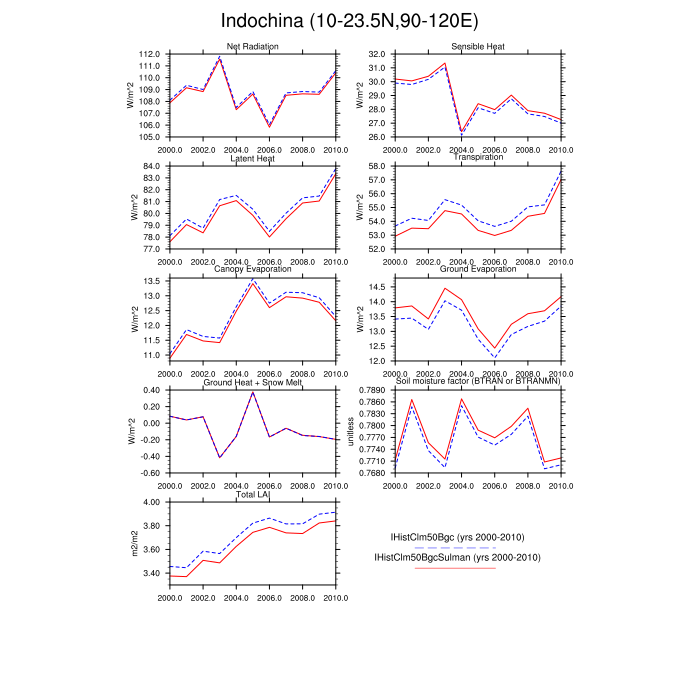 Indochina (10-23.5N,90-120E)
Net Radiation
W/m^2
112.0
111.0
110.0
109.0
108.0
107.0
106.0
105.0
2000.0 2002.0 2004.0 2006.0 2008.0 2010.0
Sensible Heat
W/m^2
32.0
31.0
30.0
29.0
28.0
27.0
26.0
2000.0 2002.0 2004.0 2006.0 2008.0 2010.0
Latent Heat
W/m^2
84.0
83.0
82.0
81.0
80.0
79.0
78.0
77.0
2000.0 2002.0 2004.0 2006.0 2008.0 2010.0
Transpiration
W/m^2
58.0
57.0
56.0
55.0
54.0
53.0
52.0
2000.0 2002.0 2004.0 2006.0 2008.0 2010.0
Canopy Evaporation
W/m^2
13.5
13.0
12.5
12.0
11.5
11.0
2000.0 2002.0 2004.0 2006.0 2008.0 2010.0
Ground Evaporation
W/m^2
14.5
14.0
13.5
13.0
12.5
12.0
2000.0 2002.0 2004.0 2006.0 2008.0 2010.0
Ground Heat + Snow Melt
W/m^2
0.40
0.20
0.00
-0.20
-0.40
-0.60
2000.0 2002.0 2004.0 2006.0 2008.0 2010.0
Soil moisture factor (BTRAN or BTRANMN)
unitless
0.7890
0.7860
0.7830
0.7800
0.7770
0.7740
0.7710
0.7680
2000.0 2002.0 2004.0 2006.0 2008.0 2010.0
Total LAI
m2/m2
4.00
3.80
3.60
3.40
2000.0 2002.0 2004.0 2006.0 2008.0 2010.0
IHistClm50Bgc (yrs 2000-2010)
IHistClm50BgcSulman (yrs 2000-2010)